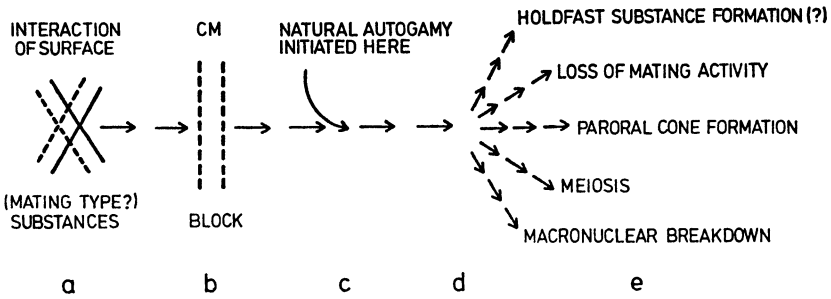 INTERACTION
OF SURFACE
(MATING TYPE?)
SUBSTANCES
CM
BLOCK
NATURAL AUTOGAMY
INITIATED HERE
HOLDFAST SUBSTANCE FORMATION(?)
LOSS OF MATING ACTIVITY
PARORAL CONE FORMATION
MEIOSIS
MACRONUCLEAR BREAKDOWN
a b c d e